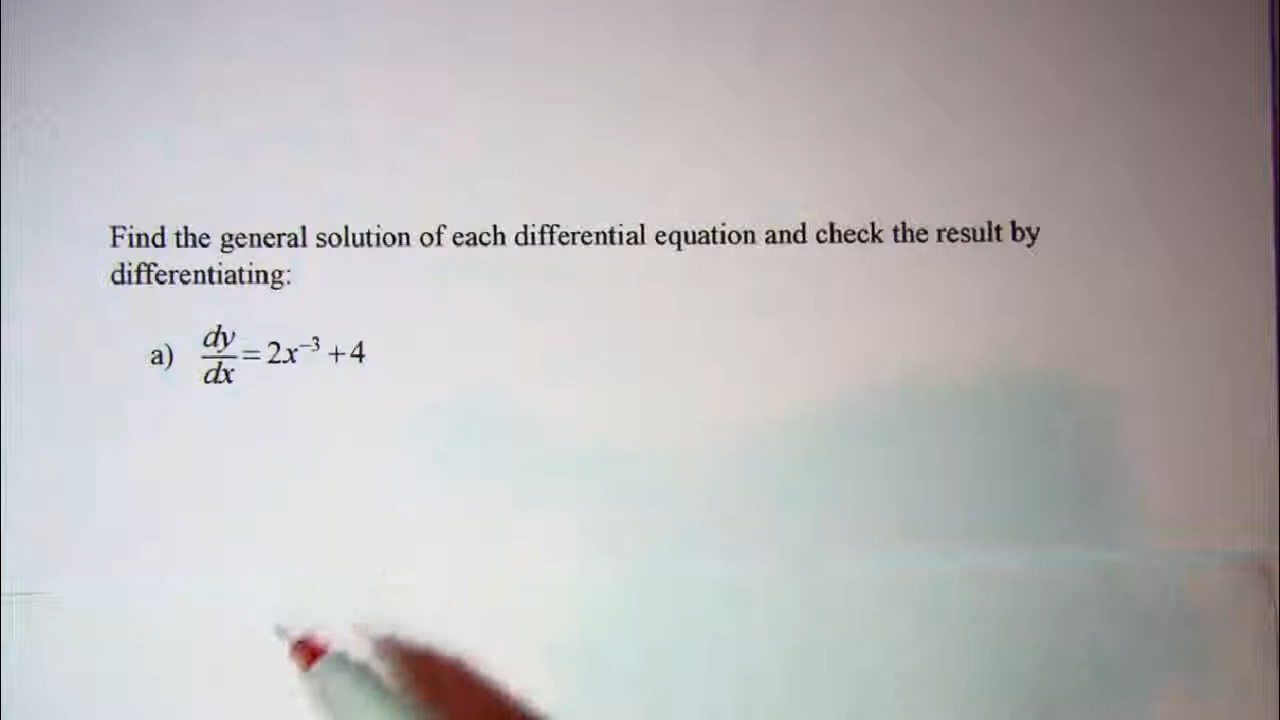 Find the general solution of each differential equation and check the result by
differentiating:
a) dy/dx = 2x⁻³ + 4